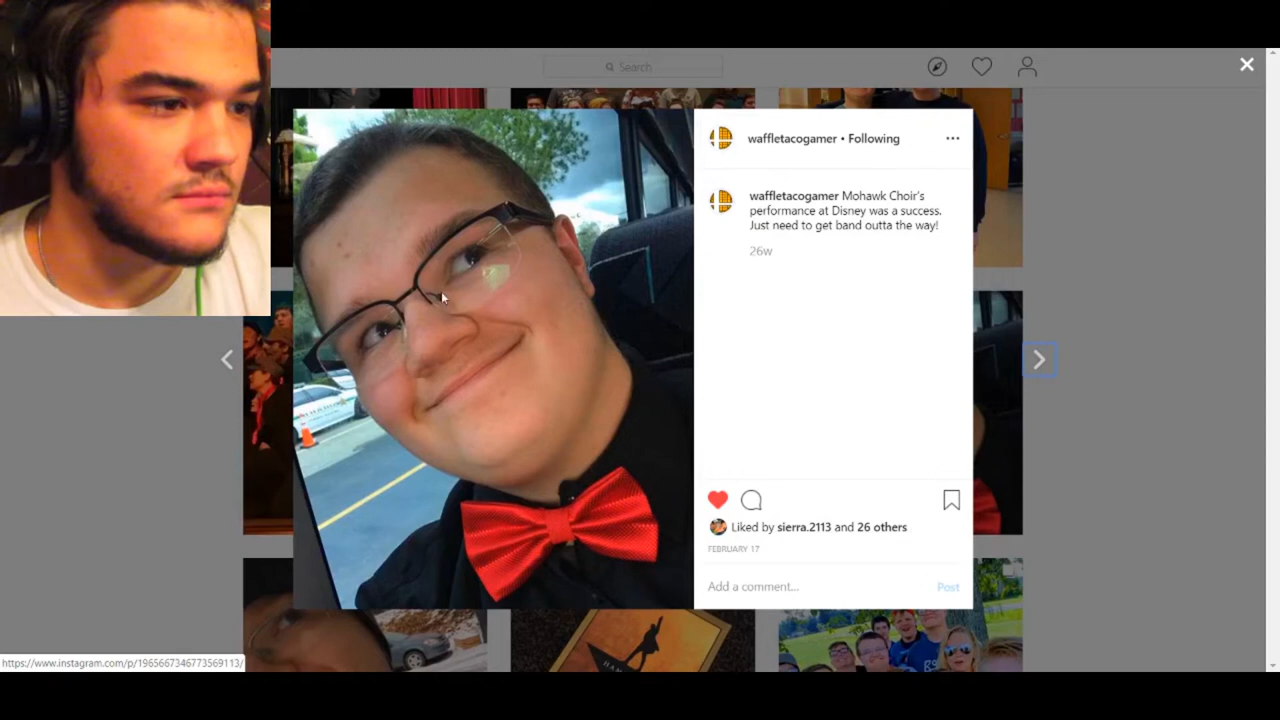 Search
waffletacogamer • Following
waffletacogamer Mohawk Choir's
performance at Disney was a success.
Just need to get band outta the way!
26w
Liked by sierra.2113 and 26 others
FEBRUARY 17
Add a comment... Post
https://www.instagram.com/p/1965667346773569113/